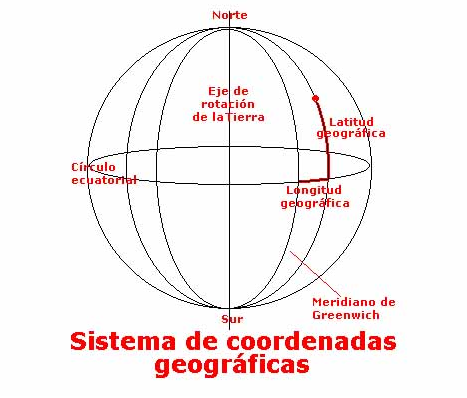 Norte
Eje de
rotación
de laTierra
Latitud
geográfica
Círculo
ecuatorial
Longitud
geográfica
Meridiano de
Greenwich
Sur
Sistema de coordenadas
geográficas